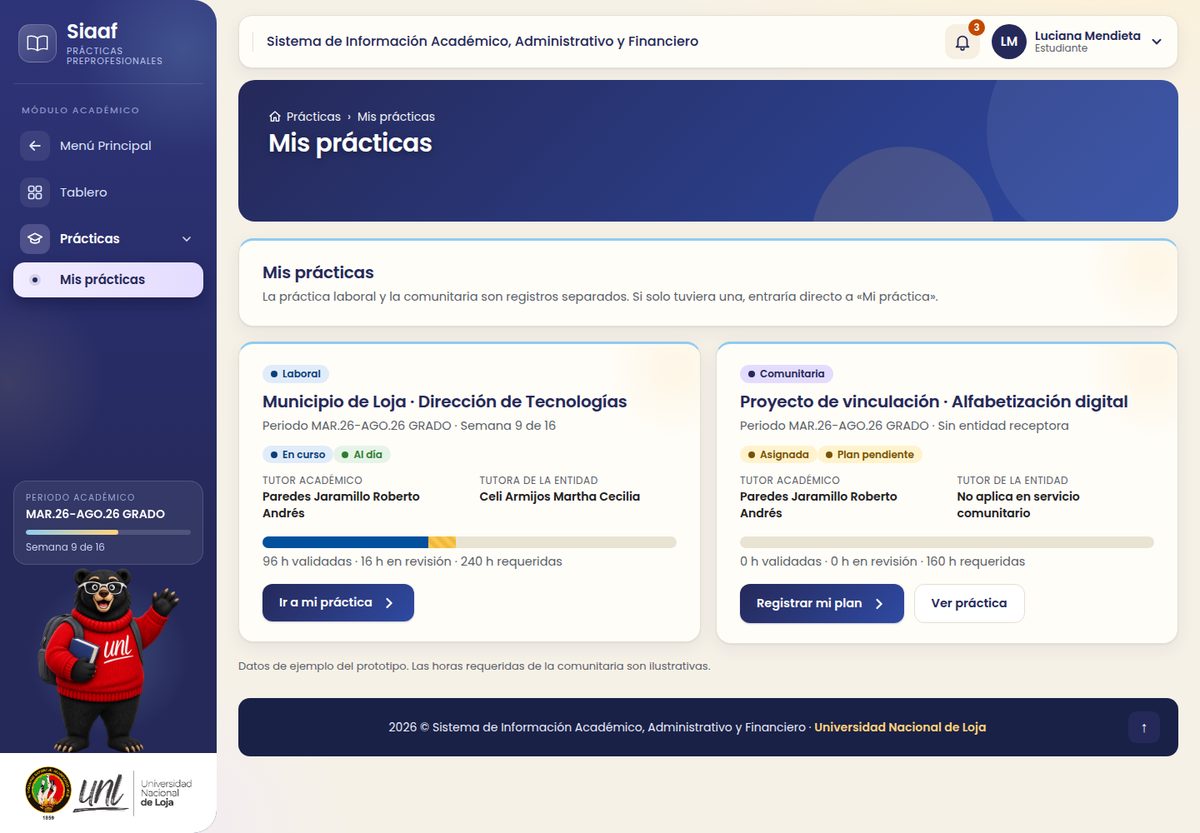 Siaaf
PRÁCTICAS
PREPROFESIONALES
MÓDULO ACADÉMICO
Menú Principal
Tablero
Prácticas
Mis prácticas
PERIODO ACADÉMICO
MAR.26-AGO.26 GRADO
Semana 9 de 16
unl
unl
Universidad
Nacional
de Loja
1859
Sistema de Información Académico, Administrativo y Financiero
3
LM
Luciana Mendieta
Estudiante
Prácticas › Mis prácticas
Mis prácticas
Mis prácticas
La práctica laboral y la comunitaria son registros separados. Si solo tuviera una, entraría directo a «Mi práctica».
Laboral
Municipio de Loja · Dirección de Tecnologías
Periodo MAR.26-AGO.26 GRADO · Semana 9 de 16
En curso
Al día
TUTOR ACADÉMICO
Paredes Jaramillo Roberto
Andrés
TUTORA DE LA ENTIDAD
Celi Armijos Martha Cecilia
96 h validadas · 16 h en revisión · 240 h requeridas
Ir a mi práctica
Comunitaria
Proyecto de vinculación · Alfabetización digital
Periodo MAR.26-AGO.26 GRADO · Sin entidad receptora
Asignada
Plan pendiente
TUTOR ACADÉMICO
Paredes Jaramillo Roberto
Andrés
TUTOR DE LA ENTIDAD
No aplica en servicio
comunitario
0 h validadas · 0 h en revisión · 160 h requeridas
Registrar mi plan
Ver práctica
Datos de ejemplo del prototipo. Las horas requeridas de la comunitaria son ilustrativas.
2026 © Sistema de Información Académico, Administrativo y Financiero · Universidad Nacional de Loja
↑